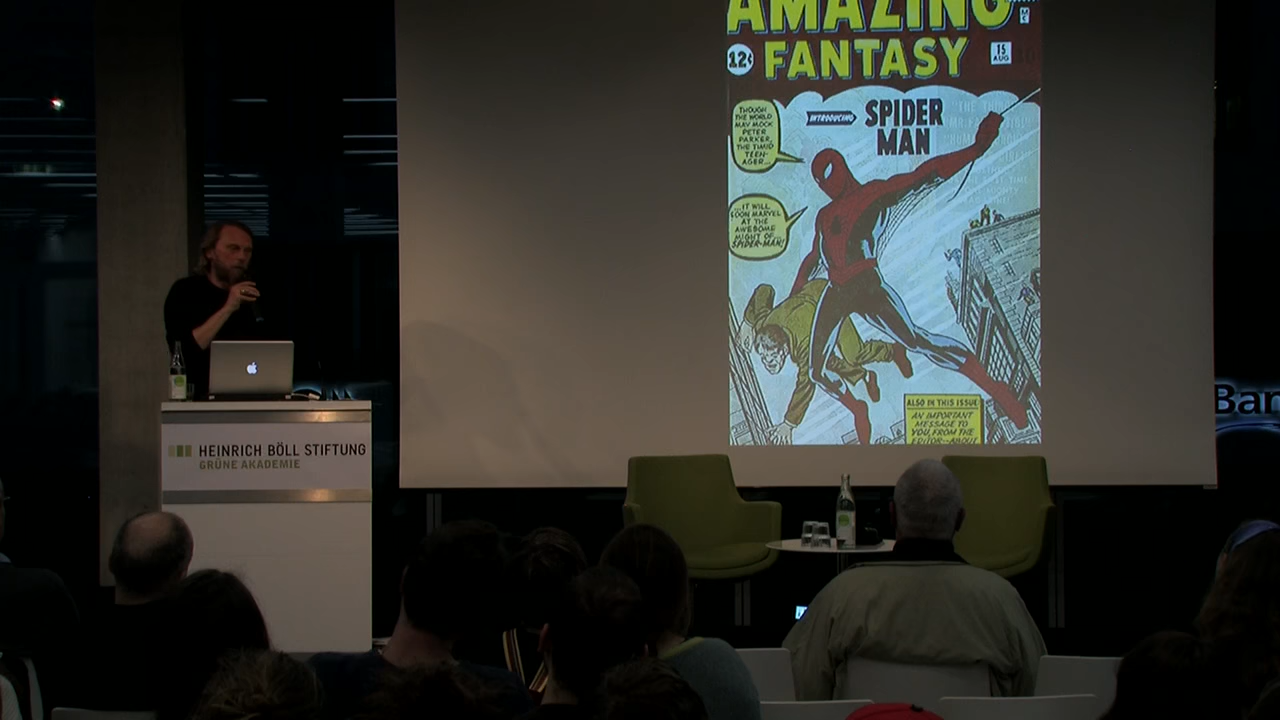 AMAZING
FANTASY
12¢
15
AUG
INTRODUCING
SPIDER
MAN
THOUGH
THE WORLD
MAY MOCK
PETER
PARKER,
THE TIMID
TEEN-
AGER...
...IT WILL
SOON MARVEL
AT THE
AWESOME
MIGHT OF...
SPIDER-MAN!
ALSO IN THIS ISSUE
AN IMPORTANT
MESSAGE TO
YOU, FROM THE
EDITOR--ABOUT
HEINRICH BÖLL STIFTUNG
GRÜNE AKADEMIE
Bar